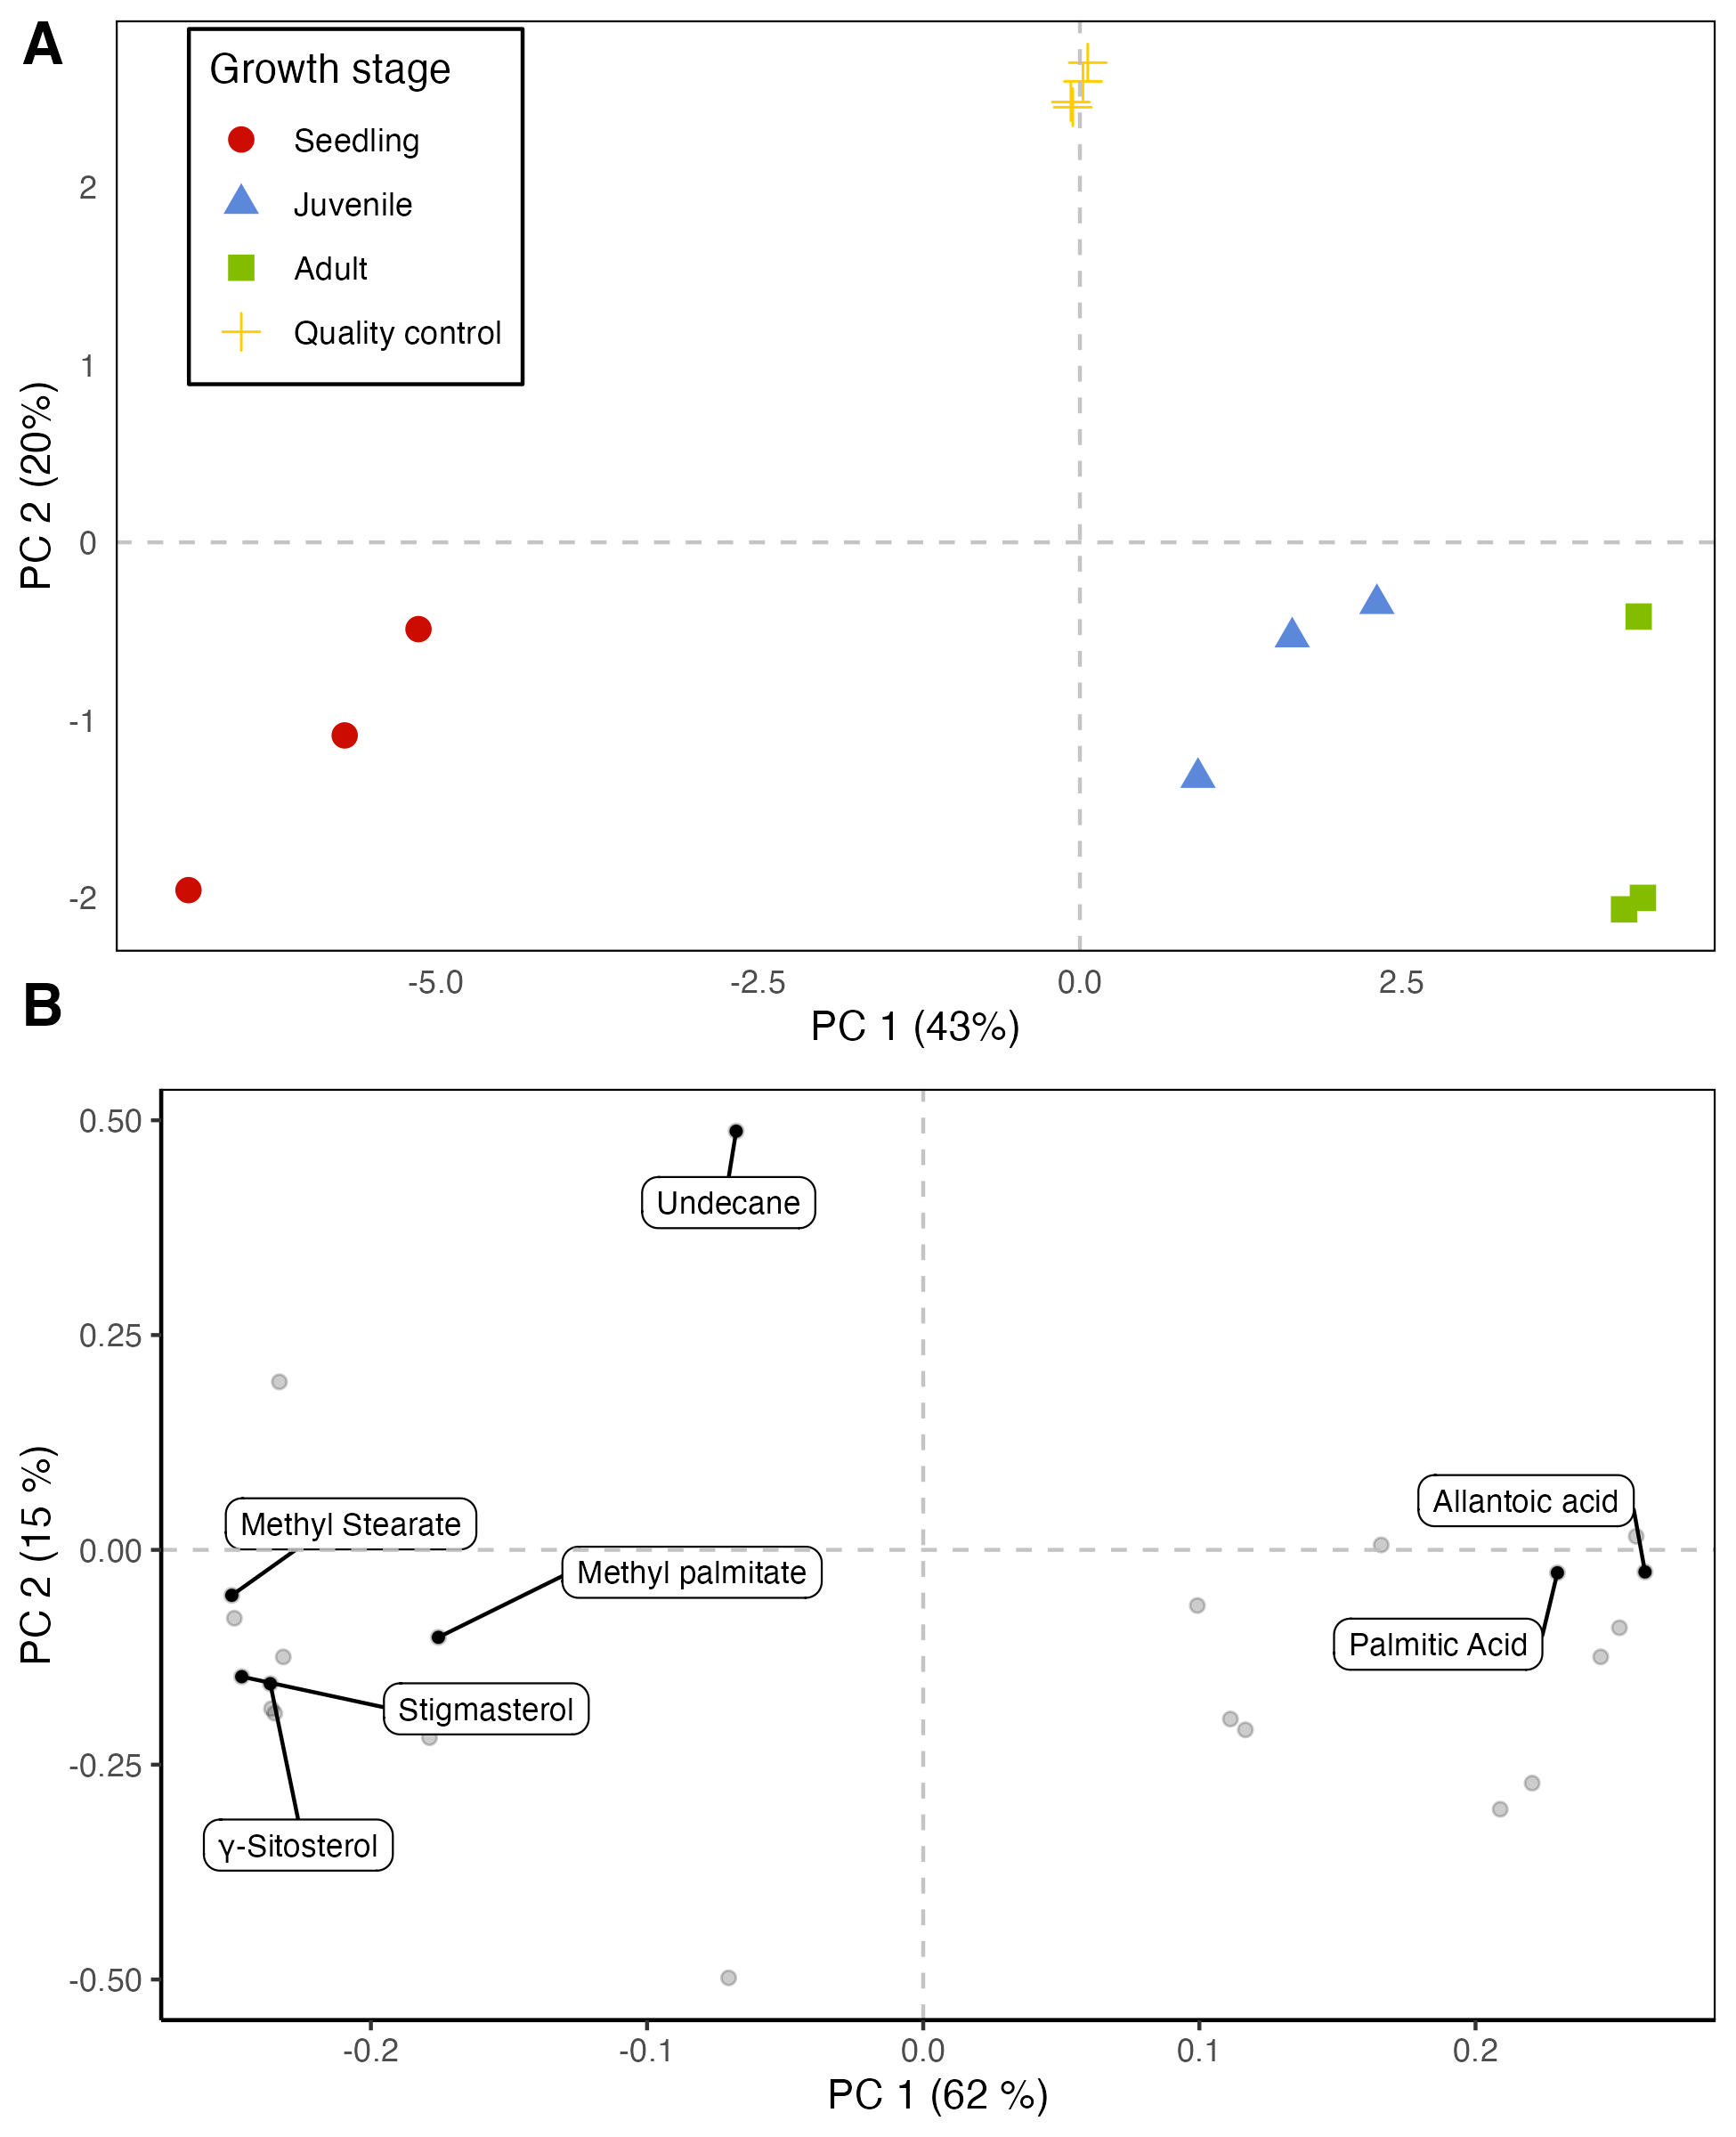 A
Growth stage
Seedling
Juvenile
Adult
Quality control
PC 2 (20%)
2
1
0
-1
-2
-5.0
-2.5
0.0
2.5
PC 1 (43%)
B
PC 2 (15 %)
0.50
0.25
0.00
-0.25
-0.50
Undecane
Methyl Stearate
Methyl palmitate
Allantoic acid
Palmitic Acid
Stigmasterol
γ-Sitosterol
-0.2
-0.1
0.0
0.1
0.2
PC 1 (62 %)